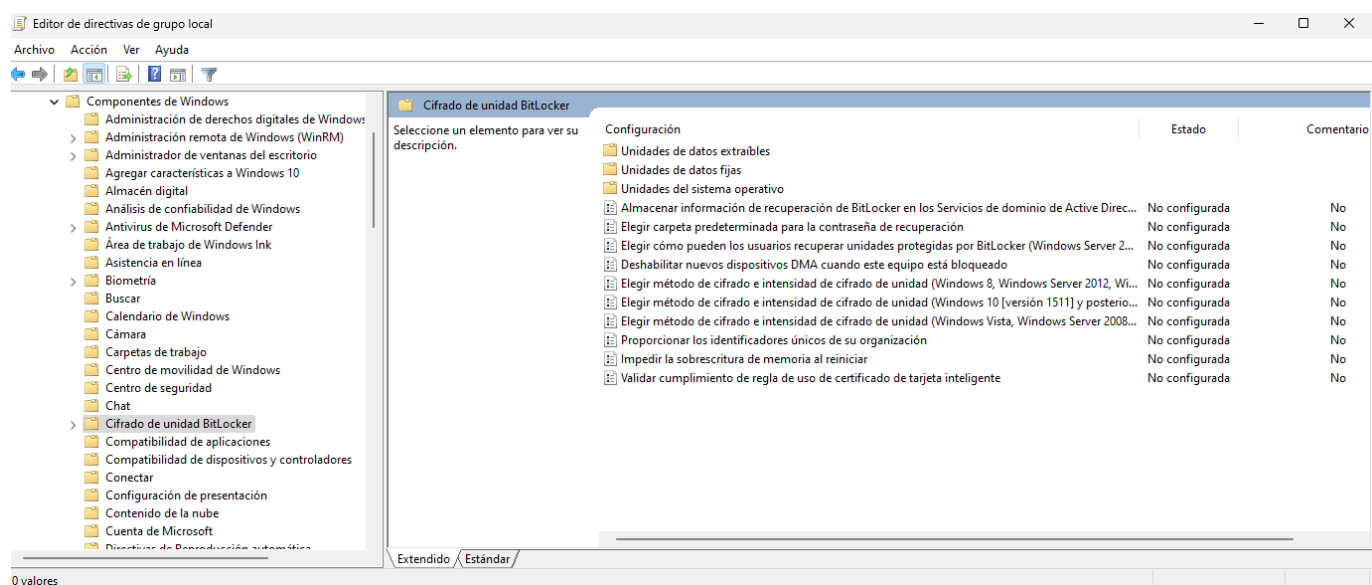 Editor de directivas de grupo local
Archivo Acción Ver Ayuda
Componentes de Windows
Administración de derechos digitales de Windows
Administración remota de Windows (WinRM)
Administrador de ventanas del escritorio
Agregar características a Windows 10
Almacén digital
Análisis de confiabilidad de Windows
Antivirus de Microsoft Defender
Área de trabajo de Windows Ink
Asistencia en línea
Biometría
Buscar
Calendario de Windows
Cámara
Carpetas de trabajo
Centro de movilidad de Windows
Centro de seguridad
Chat
Cifrado de unidad BitLocker
Compatibilidad de aplicaciones
Compatibilidad de dispositivos y controladores
Conectar
Configuración de presentación
Contenido de la nube
Cuenta de Microsoft
Directivas de Reproducción automática
Cifrado de unidad BitLocker
Seleccione un elemento para ver su
descripción.
Configuración Estado Comentario
Unidades de datos extraíbles
Unidades de datos fijas
Unidades del sistema operativo
Almacenar información de recuperación de BitLocker en los Servicios de dominio de Active Direc... No configurada No
Elegir carpeta predeterminada para la contraseña de recuperación No configurada No
Elegir cómo pueden los usuarios recuperar unidades protegidas por BitLocker (Windows Server 2... No configurada No
Deshabilitar nuevos dispositivos DMA cuando este equipo está bloqueado No configurada No
Elegir método de cifrado e intensidad de cifrado de unidad (Windows 8, Windows Server 2012, Wi... No configurada No
Elegir método de cifrado e intensidad de cifrado de unidad (Windows 10 [versión 1511] y posterio... No configurada No
Elegir método de cifrado e intensidad de cifrado de unidad (Windows Vista, Windows Server 2008... No configurada No
Proporcionar los identificadores únicos de su organización No configurada No
Impedir la sobrescritura de memoria al reiniciar No configurada No
Validar cumplimiento de regla de uso de certificado de tarjeta inteligente No configurada No
Extendido Estándar
0 valores